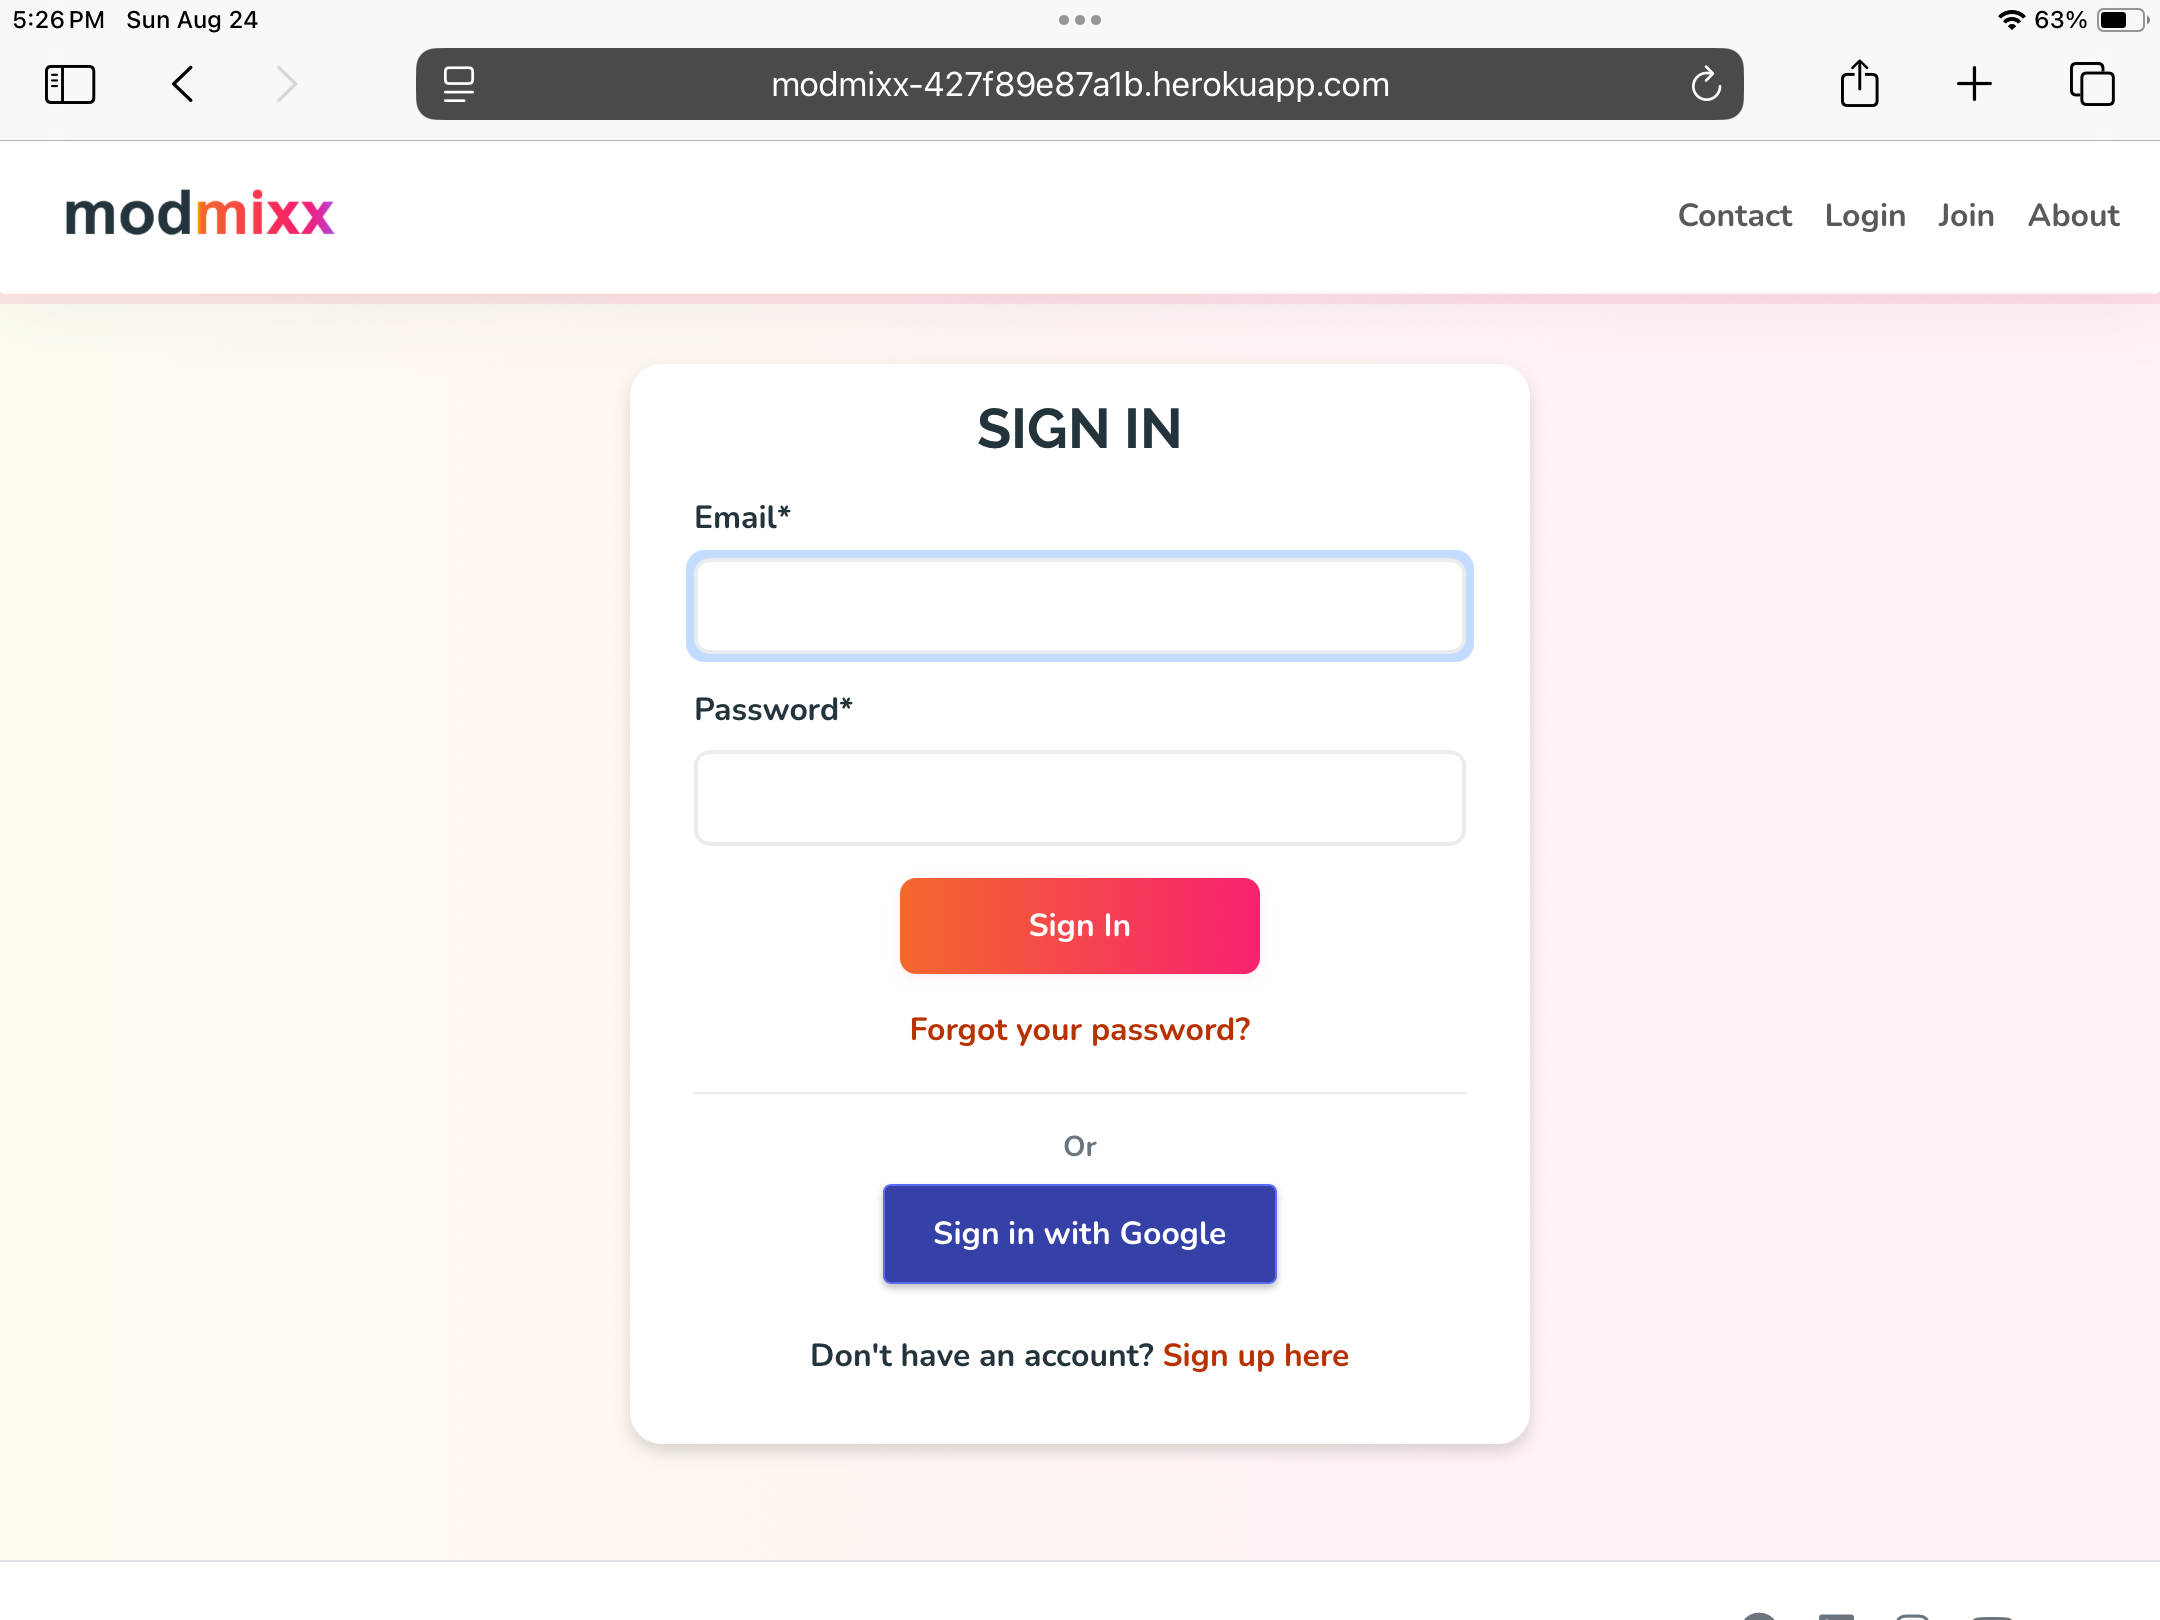 5:26 PM Sun Aug 24
63%
modmixx-427f89e87a1b.herokuapp.com
modmixx
Contact Login Join About
SIGN IN
Email*
Password*
Sign In
Forgot your password?
Or
Sign in with Google
Don't have an account? Sign up here